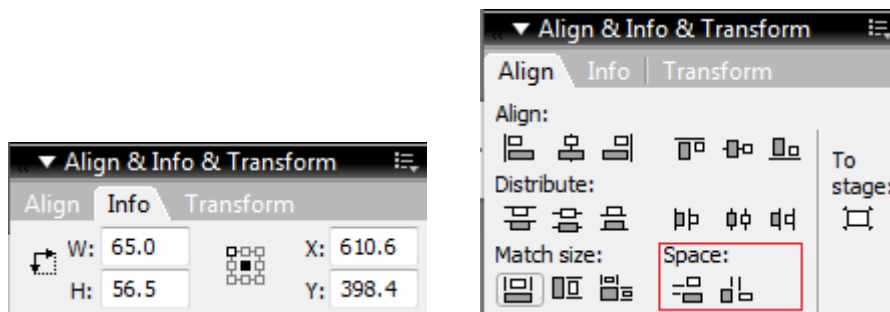 Align & Info & Transform
Align Info Transform
W: 65.0 X: 610.6
H: 56.5 Y: 398.4
Align & Info & Transform
Align Info Transform
Align:
To
stage:
Distribute:
Match size: Space: